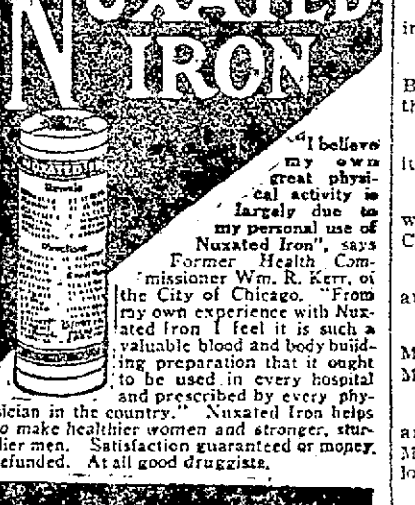 NUXATED
IRON
"I believe
my own
great physi-
cal activity is
largely due to
my personal use of
Nuxated Iron", says
Former Health Com-
missioner Wm. R. Kerr, of
the City of Chicago. "From
my own experience with Nux-
ated Iron I feel it is such a
valuable blood and body build-
ing preparation that it ought
to be used in every hospital
and prescribed by every phy-
sician in the country." Nuxated Iron helps
to make healthier women and stronger, stur-
dier men. Satisfaction guaranteed or money
refunded. At all good druggists.